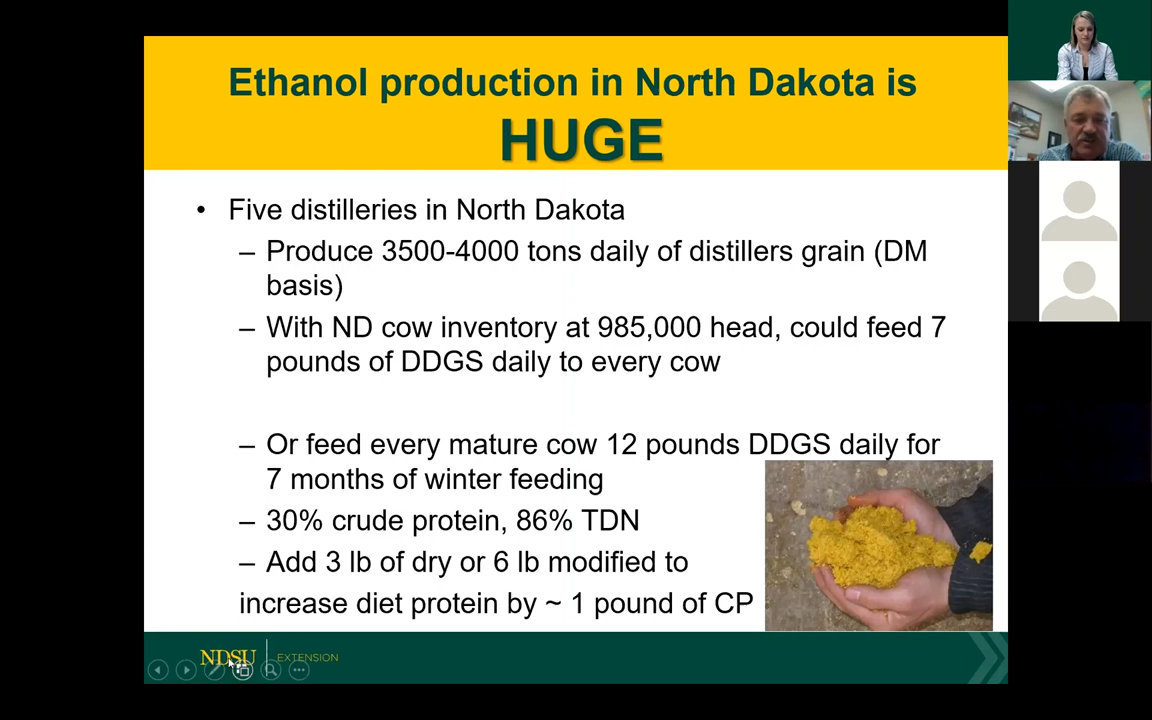 Ethanol production in North Dakota is
HUGE
• Five distilleries in North Dakota
– Produce 3500-4000 tons daily of distillers grain (DM
basis)
– With ND cow inventory at 985,000 head, could feed 7
pounds of DDGS daily to every cow
– Or feed every mature cow 12 pounds DDGS daily for
7 months of winter feeding
– 30% crude protein, 86% TDN
– Add 3 lb of dry or 6 lb modified to
increase diet protein by ~ 1 pound of CP
NDSU EXTENSION